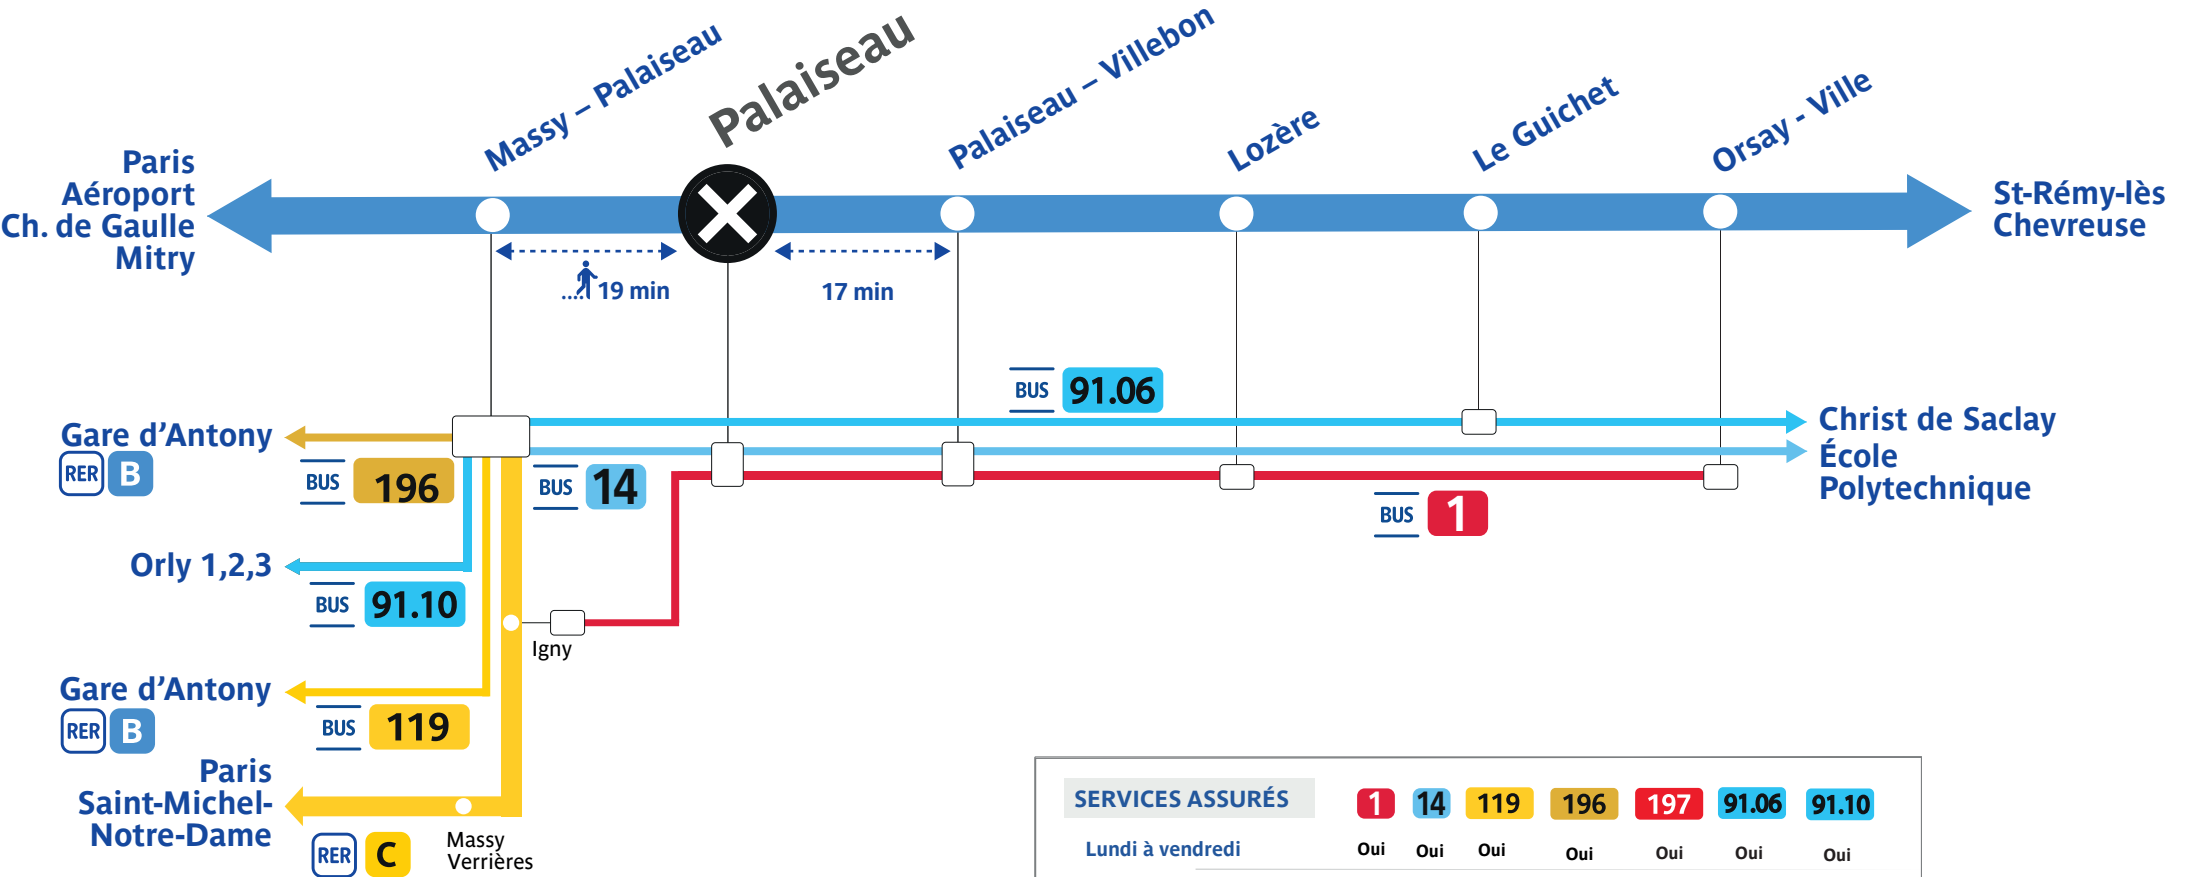 Massy – Palaiseau
Palaiseau
Palaiseau – Villebon
Lozère
Le Guichet
Orsay - Ville
Paris
Aéroport
Ch. de Gaulle
Mitry
St-Rémy-lès
Chevreuse
19 min
17 min
BUS 91.06
Gare d'Antony
RER B
BUS 196
BUS 14
Christ de Saclay
École
Polytechnique
BUS 1
Orly 1,2,3
BUS 91.10
Igny
Gare d'Antony
RER B
BUS 119
Paris
Saint-Michel-
Notre-Dame
RER C
Massy
Verrières
SERVICES ASSURÉS 1 14 119 196 197 91.06 91.10
Lundi à vendredi Oui Oui Oui Oui Oui Oui Oui